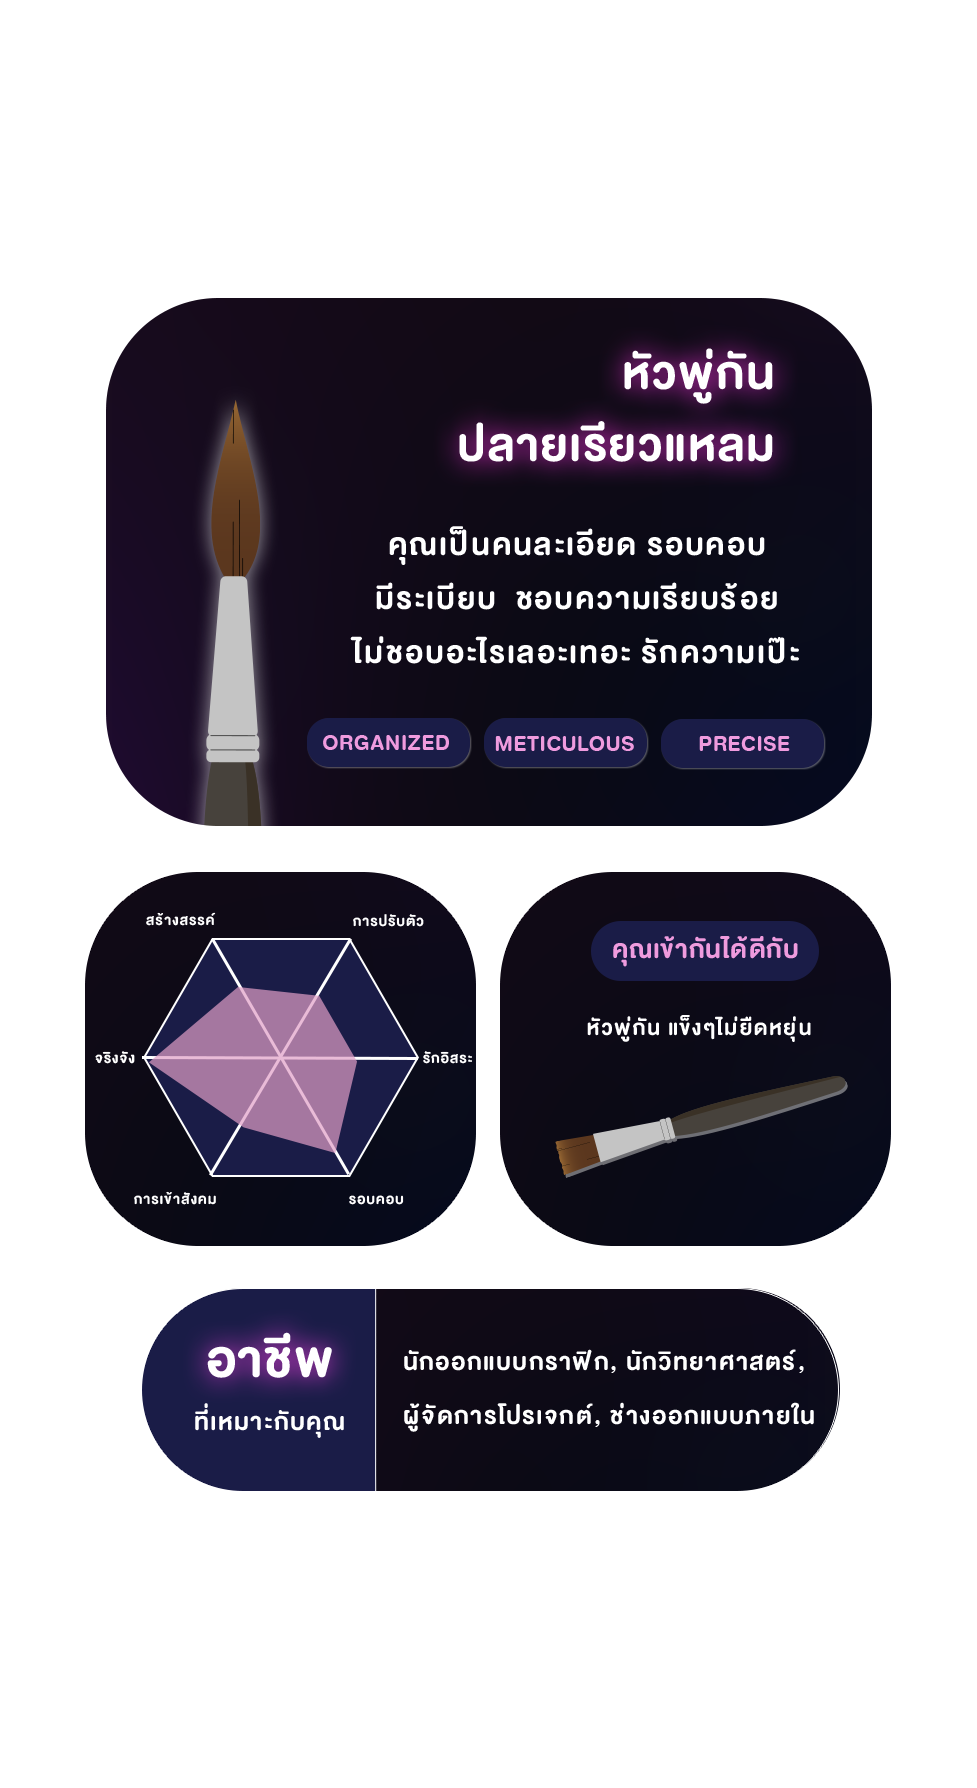 หัวพู่กัน
ปลายเรียวแหลม
คุณเป็นคนละเอียด รอบคอบ
มีระเบียบ ชอบความเรียบร้อย
ไม่ชอบอะไรเลอะเทอะ รักความเป๊ะ
ORGANIZED
METICULOUS
PRECISE
สร้างสรรค์
การปรับตัว
จริงจัง
รักอิสระ
การเข้าสังคม
รอบคอบ
คุณเข้ากันได้ดีกับ
หัวพู่กัน แข็งๆไม่ยืดหยุ่น
อาชีพ
ที่เหมาะกับคุณ
นักออกแบบกราฟิก, นักวิทยาศาสตร์,
ผู้จัดการโปรเจกต์, ช่างออกแบบภายใน